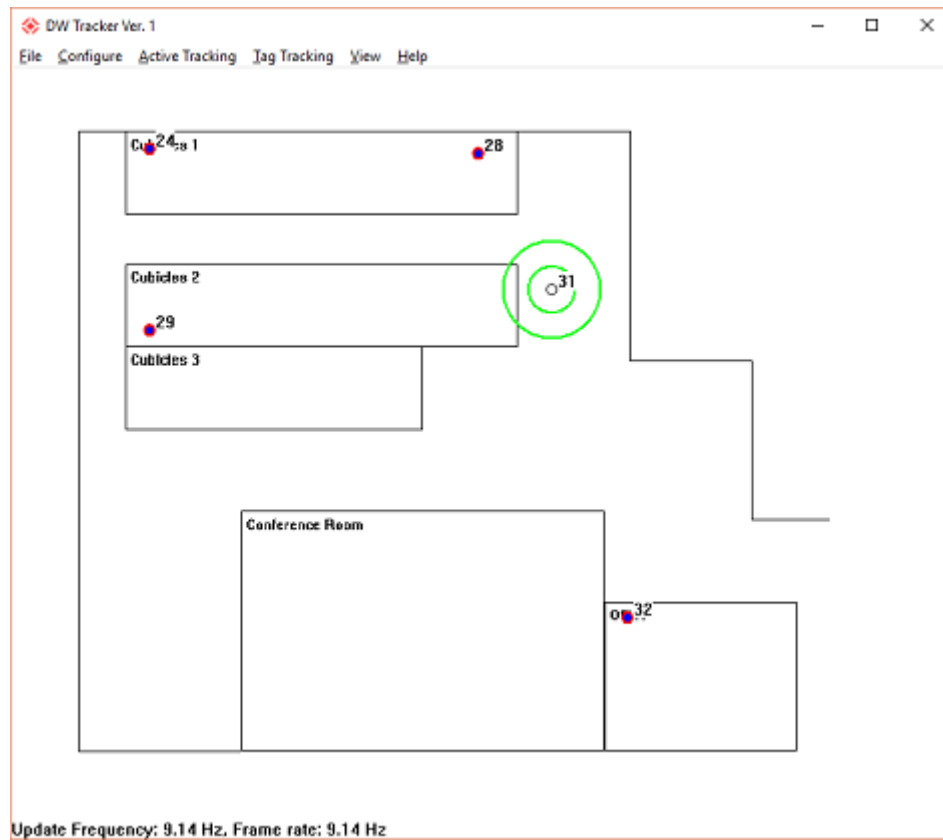 DW Tracker Ver. 1
File Configure Active Tracking Tag Tracking View Help
24
1
28
Cubicles 2
31
29
Cubicles 3
Conference Room
32
Update Frequency: 9.14 Hz, Frame rate: 9.14 Hz